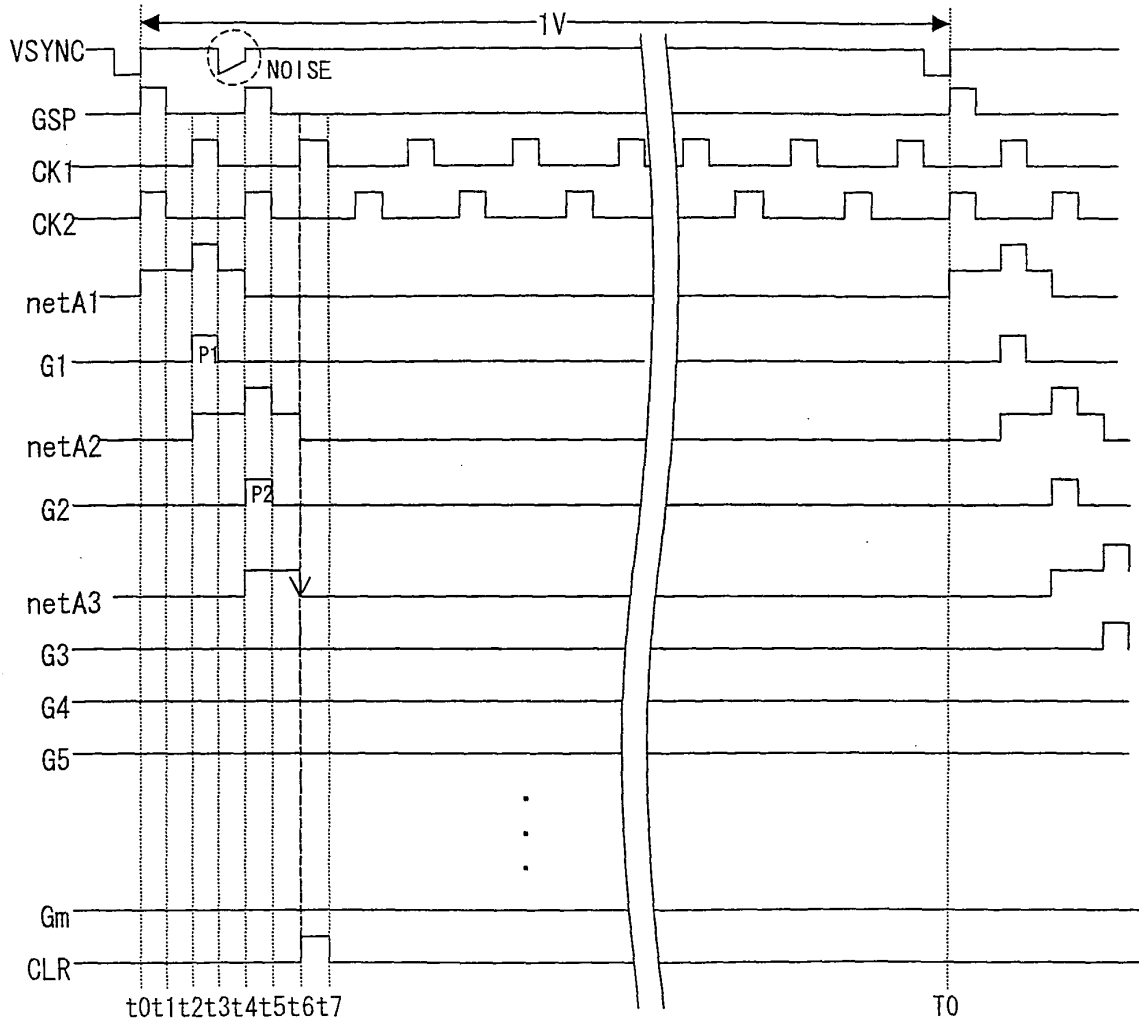 1V
VSYNC
NOISE
GSP
CK1
CK2
netA1
G1
P1
netA2
G2
P2
netA3
G3
G4
G5
Gm
CLR
t0t1t2t3t4t5t6t7
T0